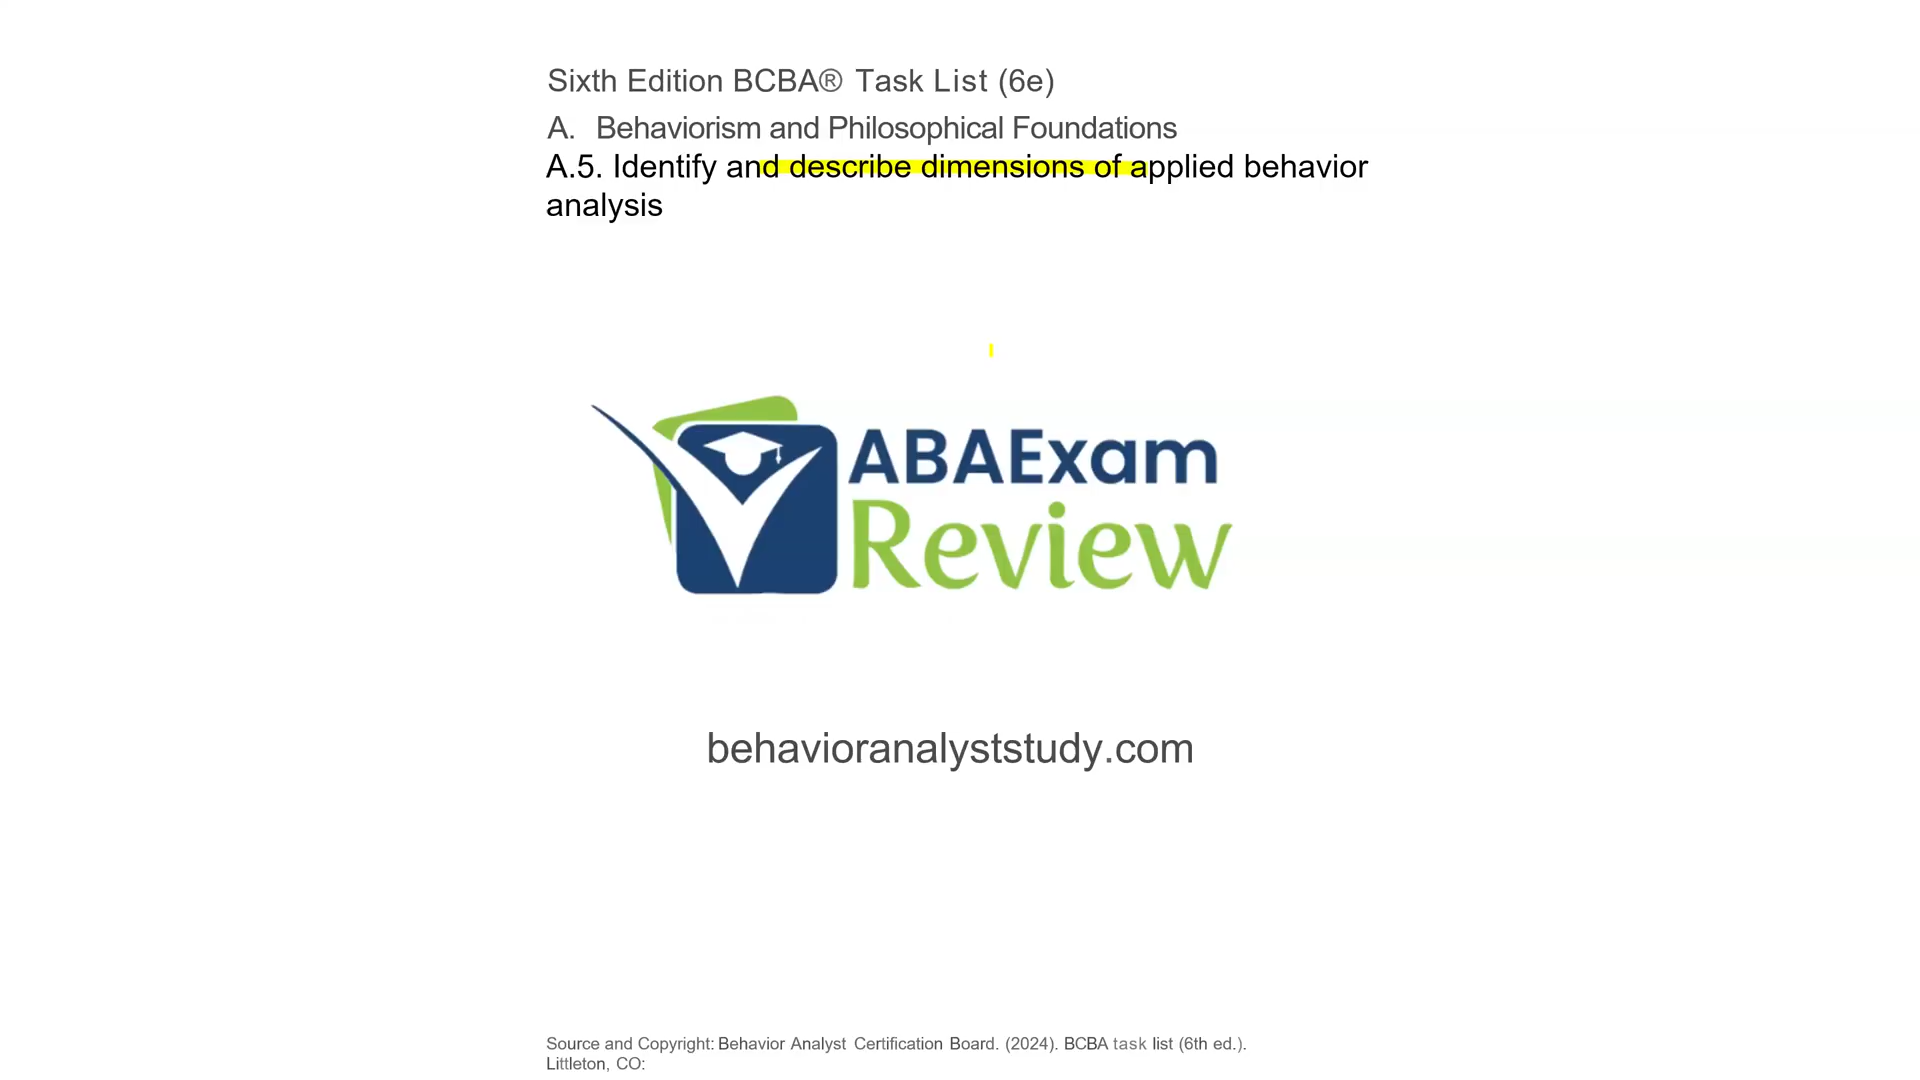 Sixth Edition BCBA® Task List (6e)
A. Behaviorism and Philosophical Foundations
A.5. Identify and describe dimensions of applied behavior
analysis
ABAExam
Review
behavioranalyststudy.com
Source and Copyright: Behavior Analyst Certification Board. (2024). BCBA task list (6th ed.).
Littleton, CO: